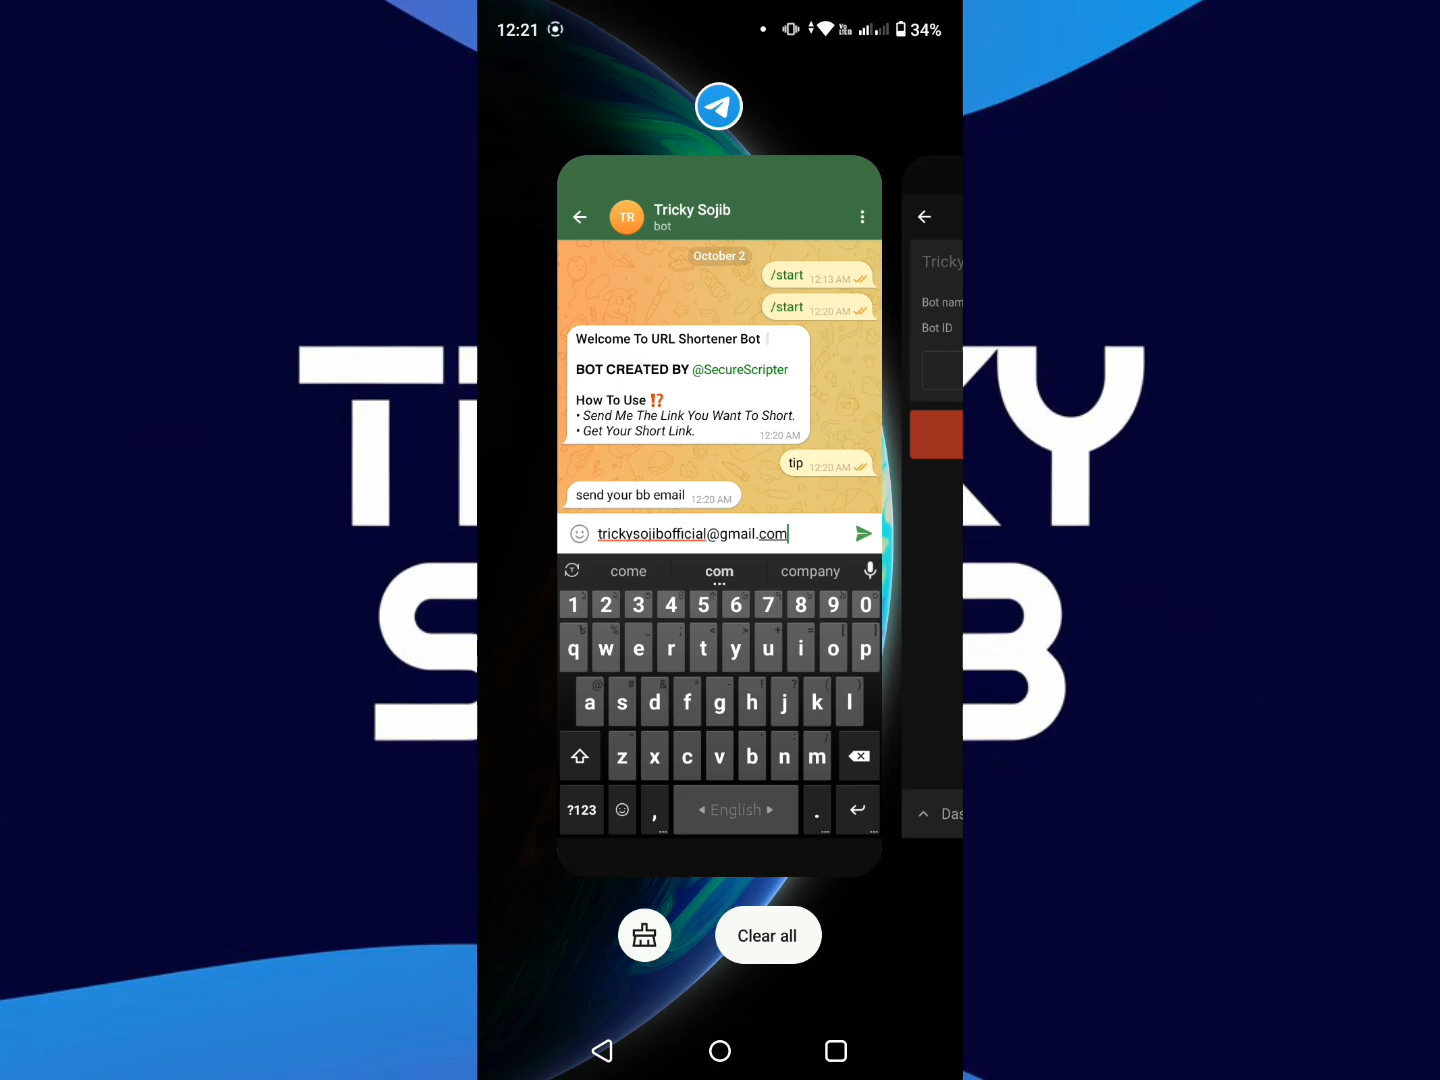 12:21
34%
Tricky Sojib
bot
TR
October 2
/start 12:13 AM
/start 12:20 AM
Welcome To URL Shortener Bot
BOT CREATED BY @SecureScripter
How To Use ⁉️
• Send Me The Link You Want To Short.
• Get Your Short Link.
12:20 AM
tip 12:20 AM
send your bb email 12:20 AM
trickysojibofficial@gmail.com
come com company
1 2 3 4 5 6 7 8 9 0
q w e r t y u i o p
a s d f g h j k l
z x c v b n m
?123 , English .
Clear all
Tricky
Bot nam
Bot ID
Das